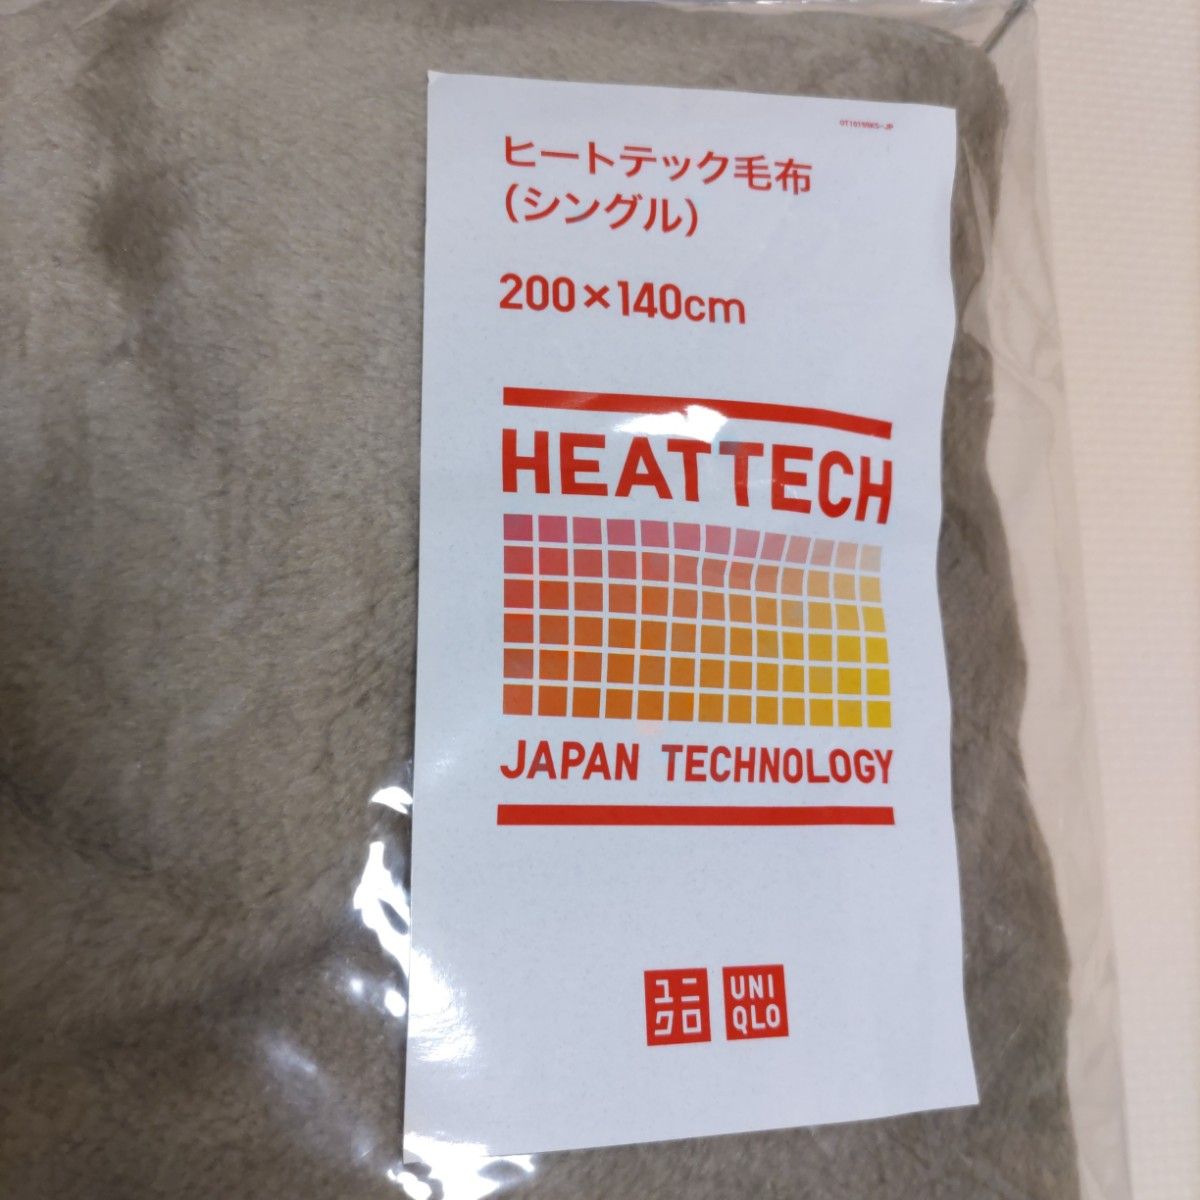 ヒートテック毛布
(シングル)
200×140cm
HEATTECH
JAPAN TECHNOLOGY
ユニ
クロ
UNI
QLO